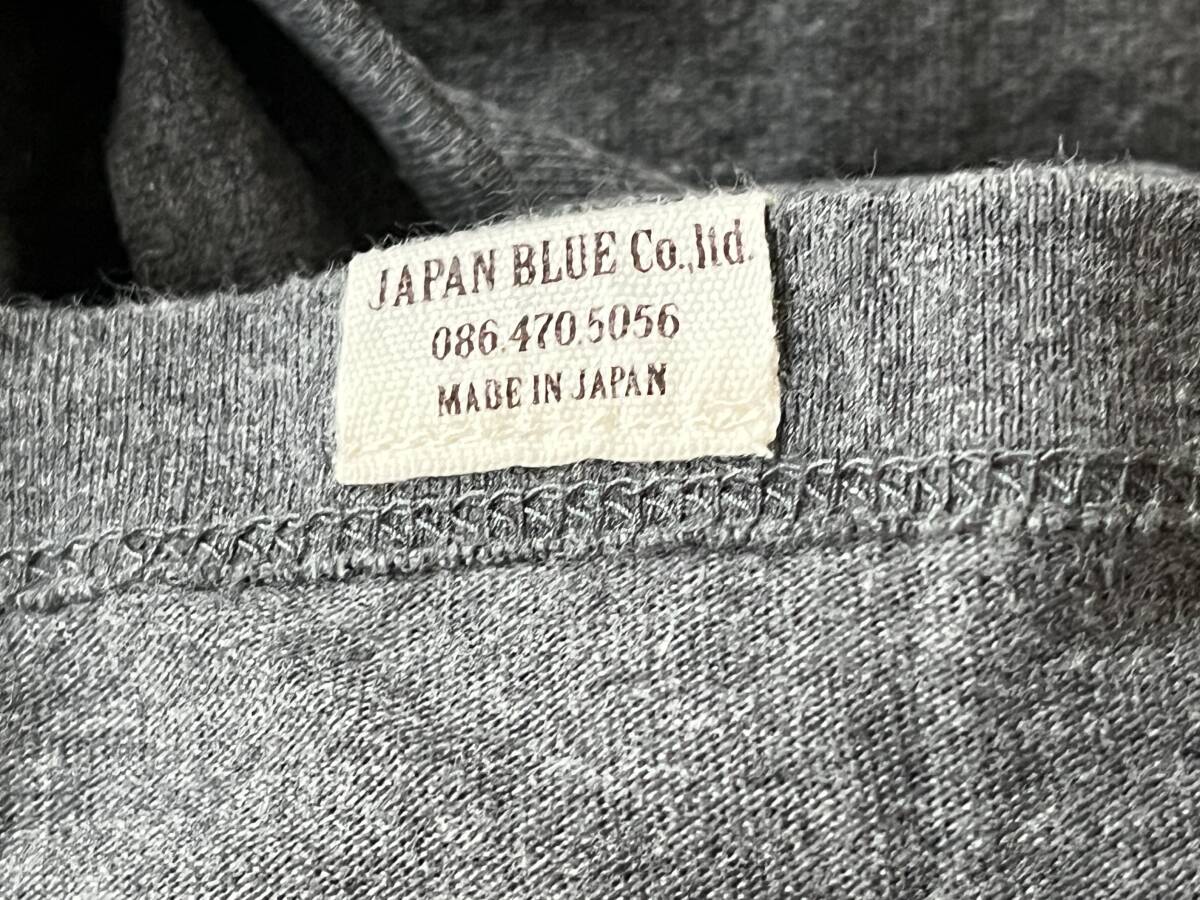 JAPAN BLUE Co.,ltd.
086.470.5056
MADE IN JAPAN